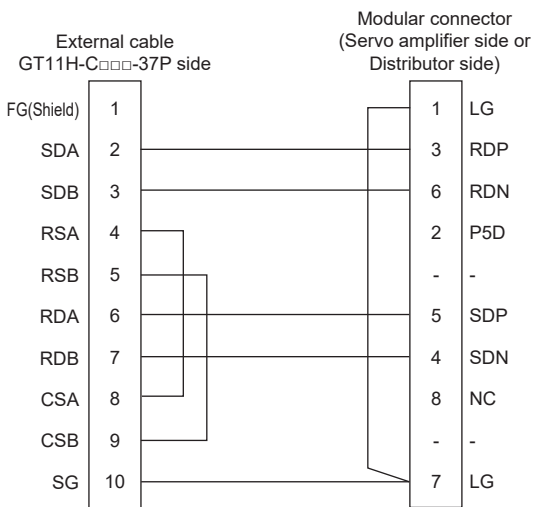 External cable
GT11H-C□□□-37P side
Modular connector
(Servo amplifier side or
Distributor side)
FG(Shield) 1 1 LG
SDA 2 3 RDP
SDB 3 6 RDN
RSA 4 2 P5D
RSB 5 - -
RDA 6 5 SDP
RDB 7 4 SDN
CSA 8 8 NC
CSB 9 - -
SG 10 7 LG